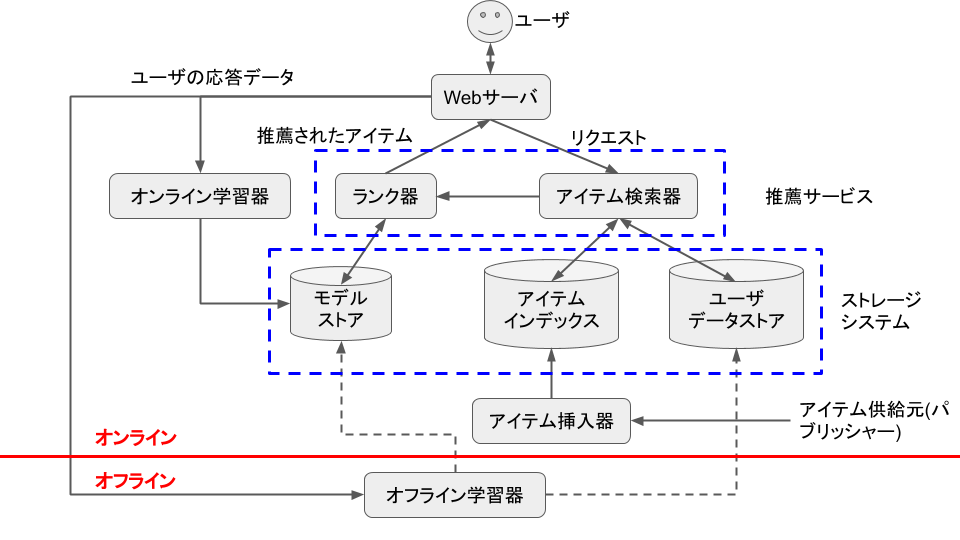 ユーザ
ユーザの応答データ
Webサーバ
推薦されたアイテム
リクエスト
オンライン学習器
ランク器
アイテム検索器
推薦サービス
モデル
ストア
アイテム
インデックス
ユーザ
データストア
ストレージ
システム
アイテム挿入器
アイテム供給元(パ
ブリッシャー)
オンライン
オフライン
オフライン学習器